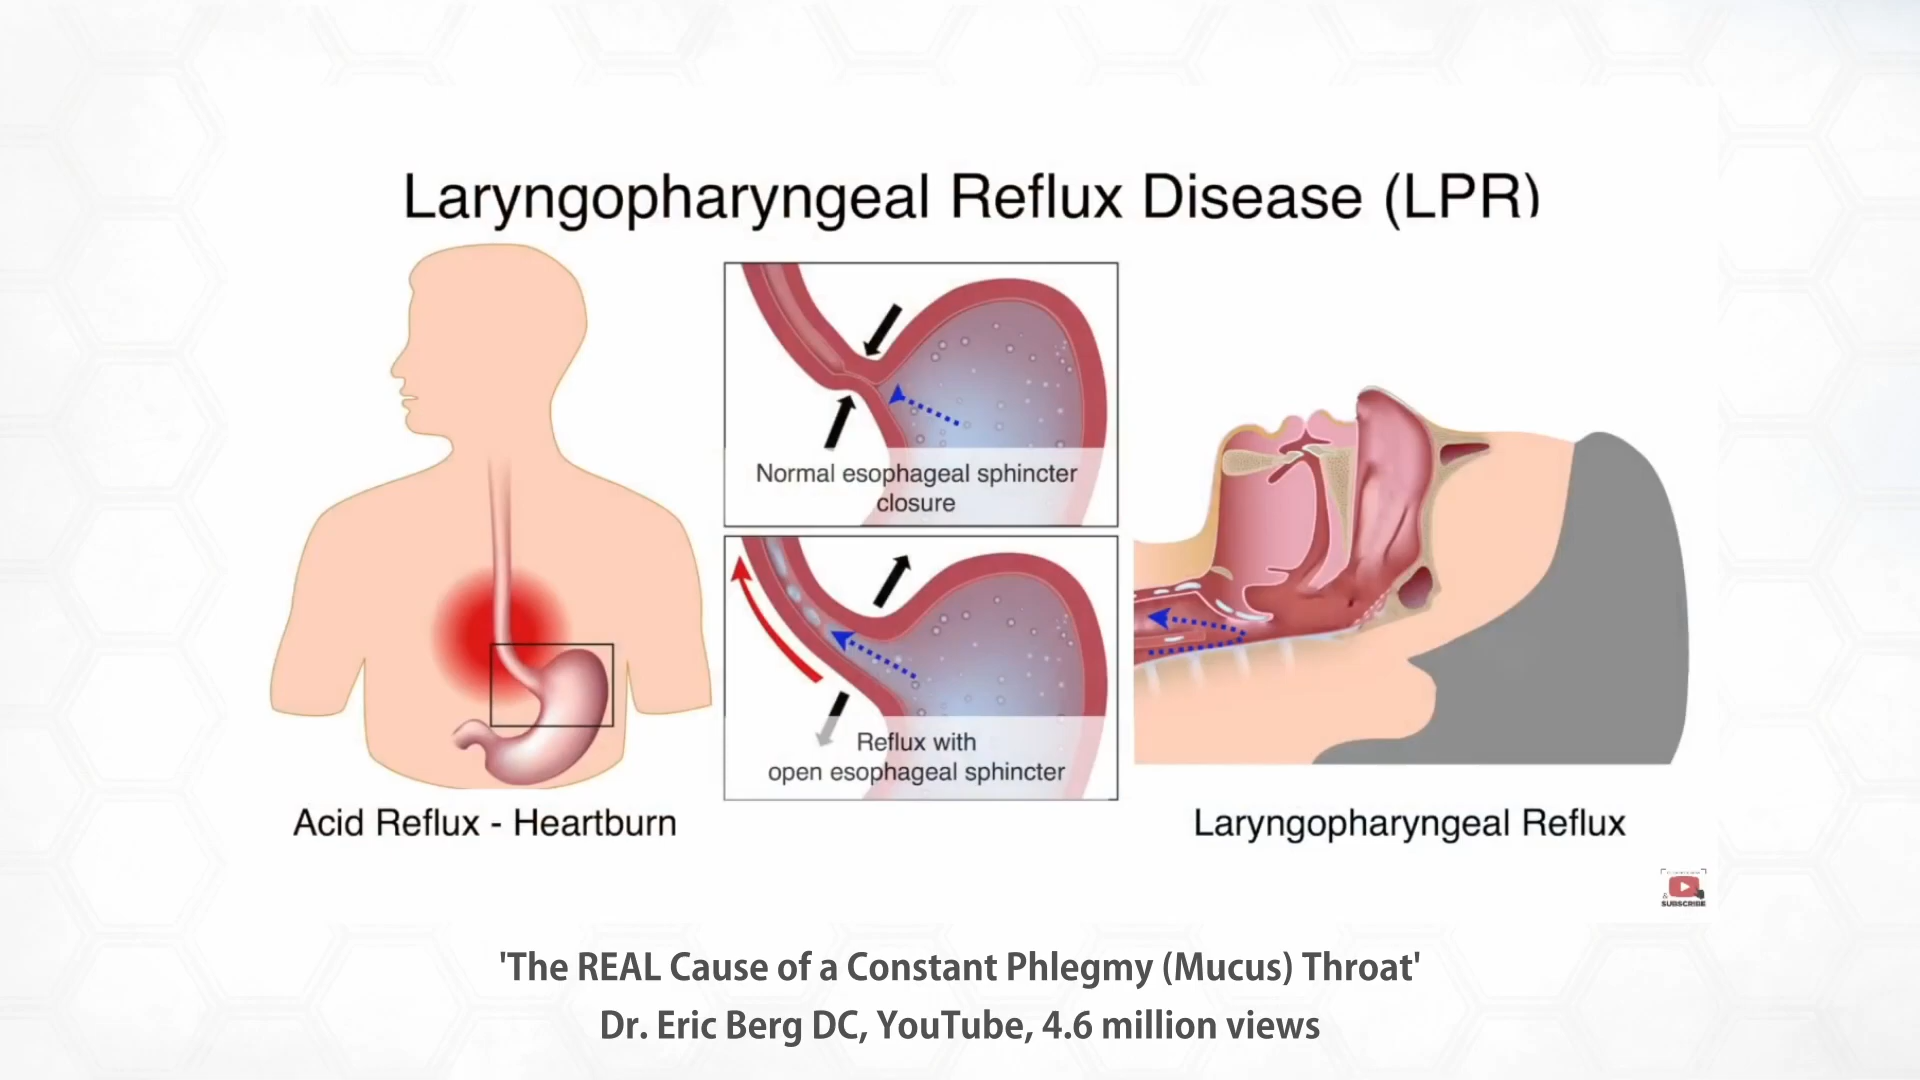 Laryngopharyngeal Reflux Disease (LPR)
Normal esophageal sphincter
closure
Reflux with
open esophageal sphincter
Acid Reflux - Heartburn
Laryngopharyngeal Reflux
&
SUBSCRIBE
'The REAL Cause of a Constant Phlegmy (Mucus) Throat'
Dr. Eric Berg DC, YouTube, 4.6 million views